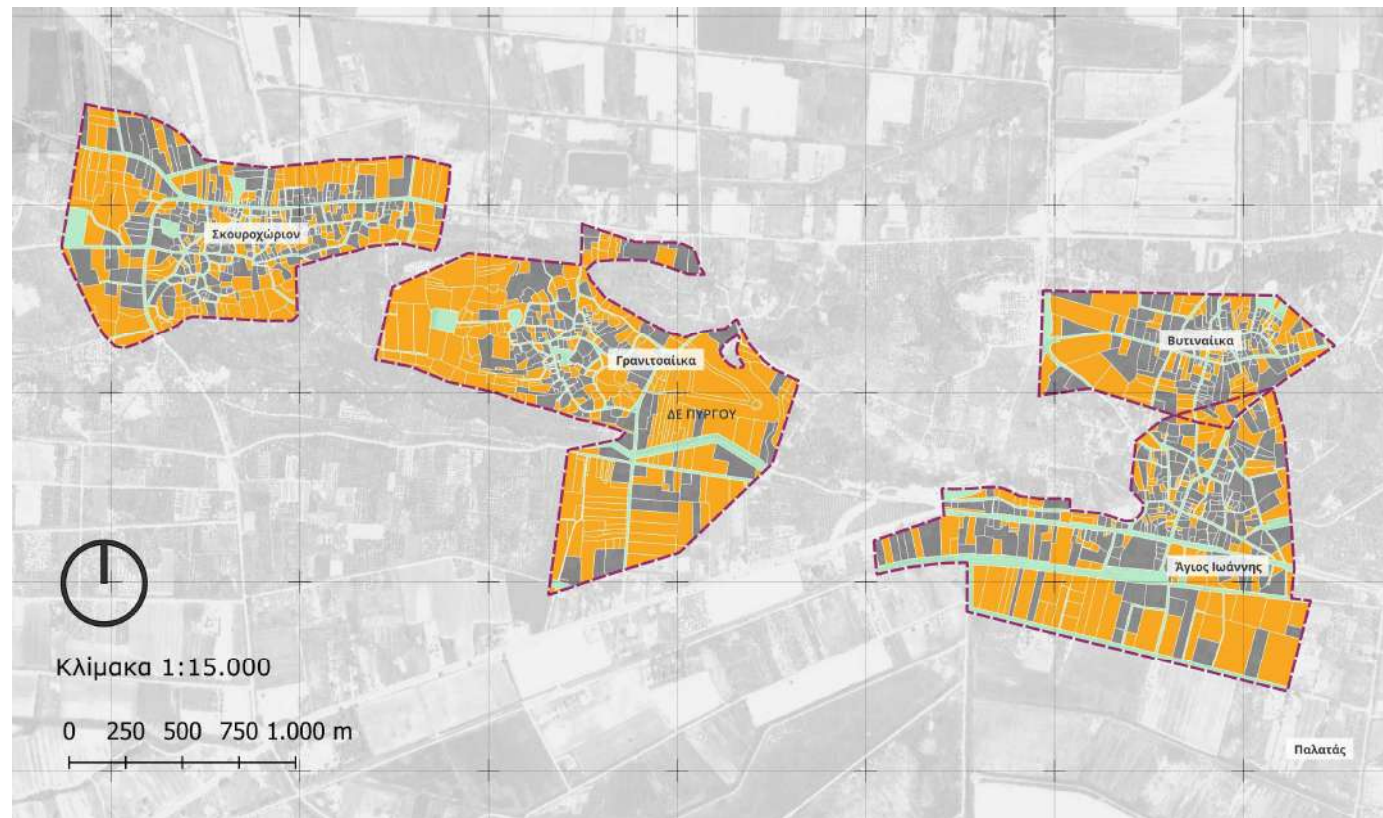 Σκουροχώριον
Βυτιναίικα
Γρανιτσαίικα
ΔΕ ΠΥΡΓΟΥ
Άγιος Ιωάννης
Κλίμακα 1:15.000
0 250 500 750 1.000 m
Παλατάς